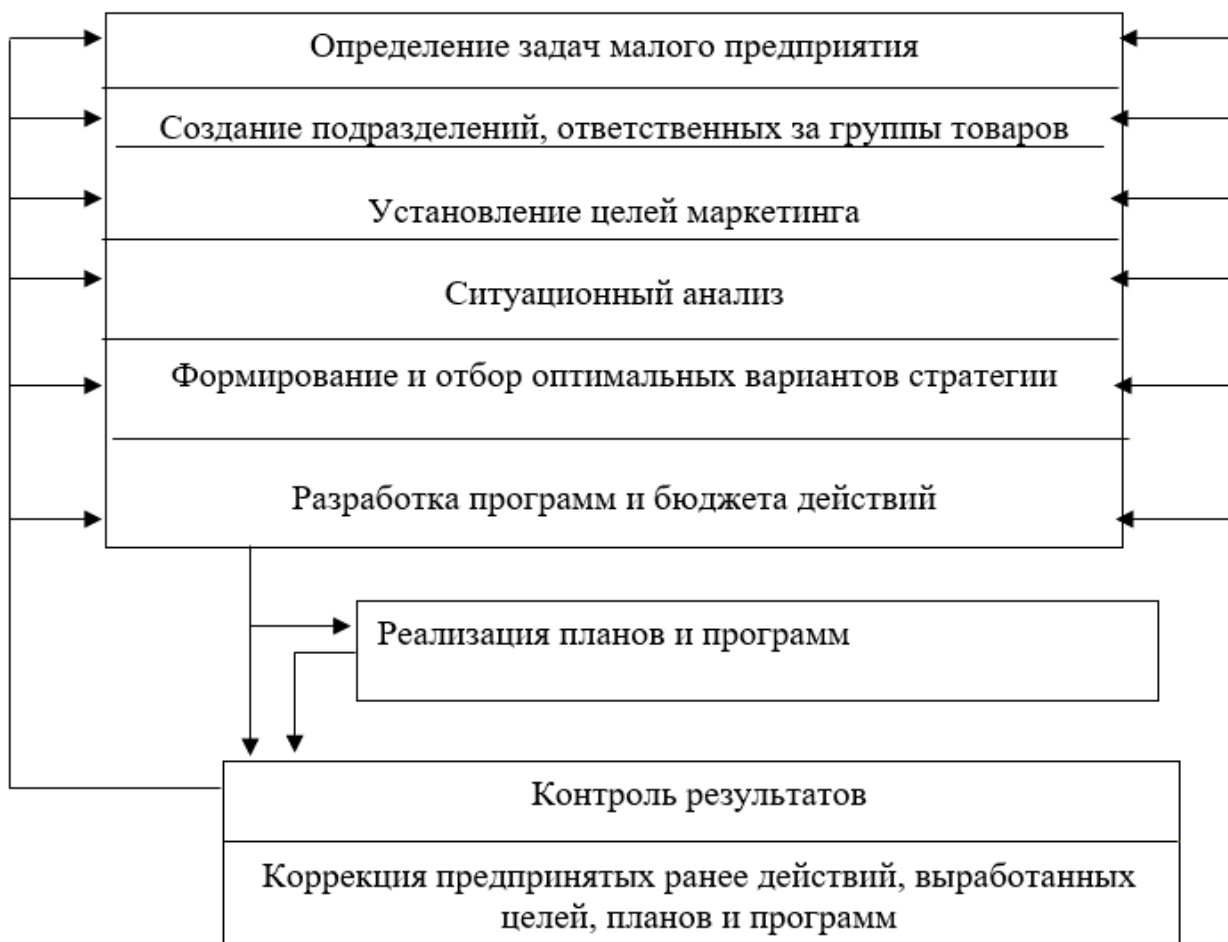 Определение задач малого предприятия
Создание подразделений, ответственных за группы товаров
Установление целей маркетинга
Ситуационный анализ
Формирование и отбор оптимальных вариантов стратегии
Разработка программ и бюджета действий
Реализация планов и программ
Контроль результатов
Коррекция предпринятых ранее действий, выработанных
целей, планов и программ